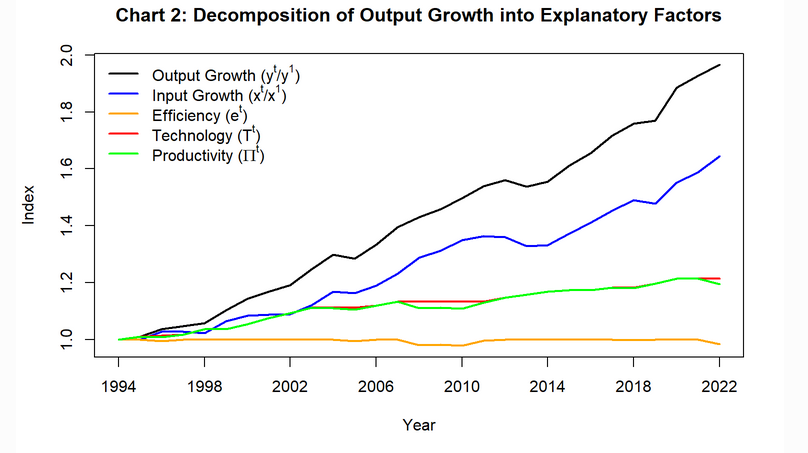 Chart 2: Decomposition of Output Growth into Explanatory Factors
2.0
1.8
1.6
1.4
1.2
1.0
Index
Output Growth (yᵗ/y¹)
Input Growth (xᵗ/x¹)
Efficiency (eᵗ)
Technology (Tᵗ)
Productivity (Πᵗ)
1994 1998 2002 2006 2010 2014 2018 2022
Year